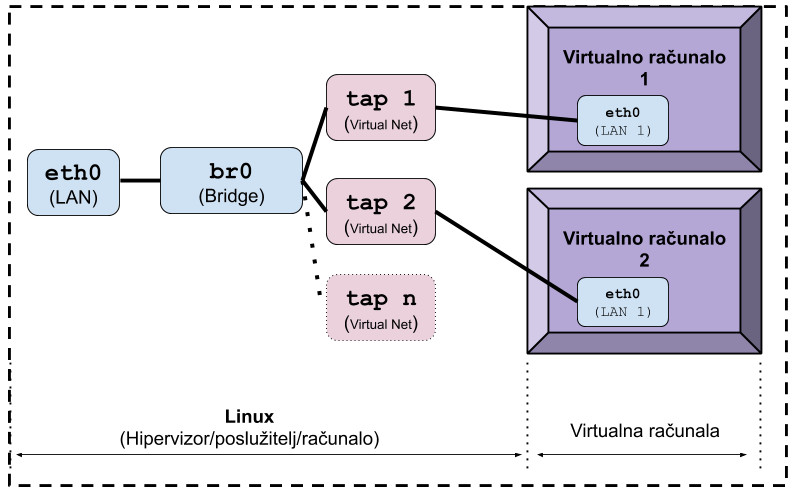 eth0
(LAN)
br0
(Bridge)
tap 1
(Virtual Net)
tap 2
(Virtual Net)
tap n
(Virtual Net)
Virtualno računalo
1
eth0
(LAN 1)
Virtualno računalo
2
eth0
(LAN 1)
Linux
(Hipervizor/poslužitelj/računalo)
Virtualna računala